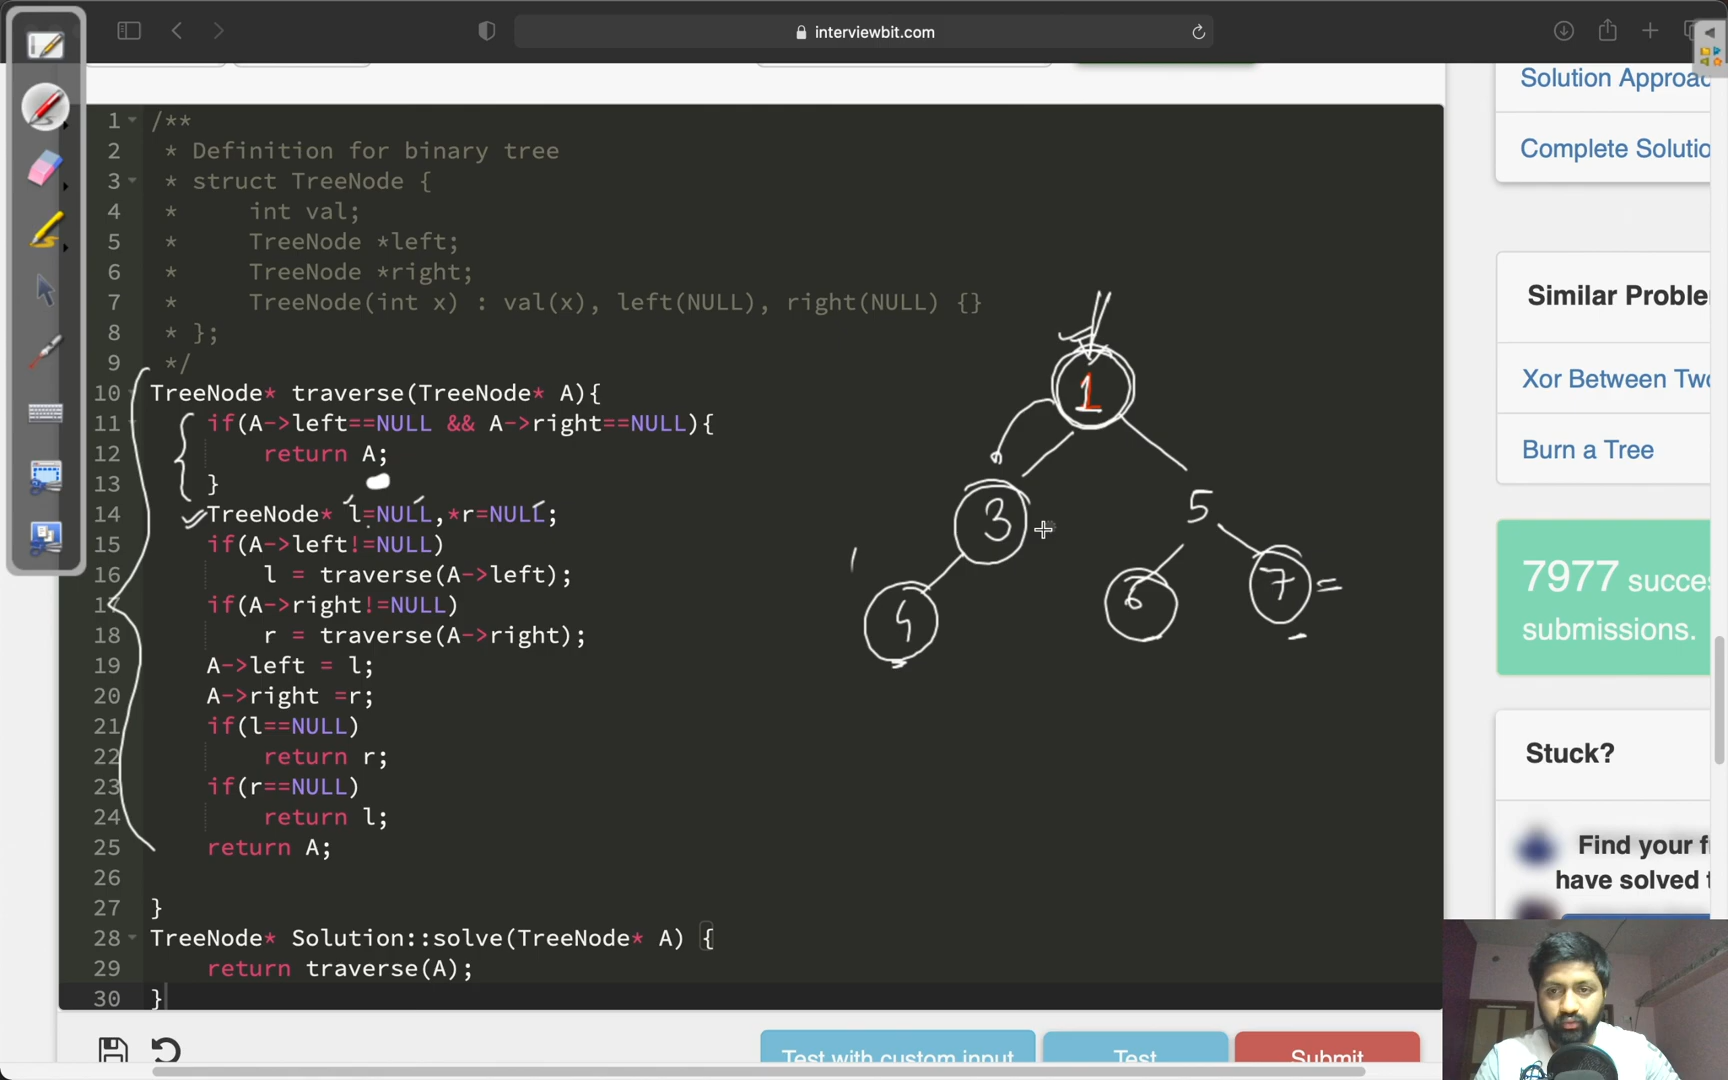 interviewbit.com
1 /**
2  * Definition for binary tree
3  * struct TreeNode {
4  *     int val;
5  *     TreeNode *left;
6  *     TreeNode *right;
7  *     TreeNode(int x) : val(x), left(NULL), right(NULL) {}
8  * };
9  */
10 TreeNode* traverse(TreeNode* A){
11     if(A->left==NULL && A->right==NULL){
12         return A;
13     }
14     TreeNode* l=NULL,*r=NULL;
15     if(A->left!=NULL)
16         l = traverse(A->left);
17     if(A->right!=NULL)
18         r = traverse(A->right);
19     A->left = l;
20     A->right =r;
21     if(l==NULL)
22         return r;
23     if(r==NULL)
24         return l;
25     return A;
26
27 }
28 TreeNode* Solution::solve(TreeNode* A) {
29     return traverse(A);
30 }
1
3
5
4
6
7 =
Test with custom input
Test
Submit
Solution
Complete
Similar
Xor Between
Burn a Tree
7977
submissions.
Stuck?
Find your
have solved